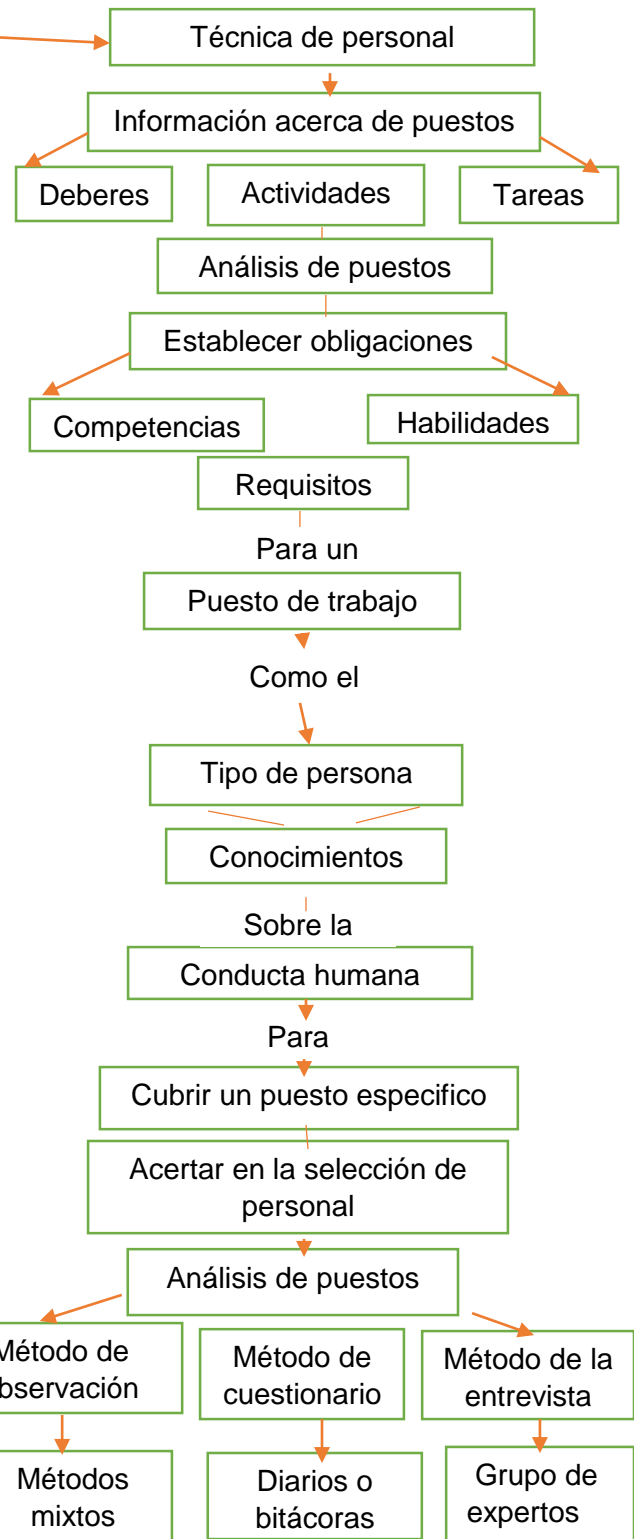 Técnica de personal
Información acerca de puestos
Deberes
Actividades
Tareas
Análisis de puestos
Establecer obligaciones
Competencias
Habilidades
Requisitos
Para un
Puesto de trabajo
Como el
Tipo de persona
Conocimientos
Sobre la
Conducta humana
Para
Cubrir un puesto especifico
Acertar en la selección de
personal
Análisis de puestos
Método de
observación
Método de
cuestionario
Método de la
entrevista
Métodos
mixtos
Diarios o
bitácoras
Grupo de
expertos